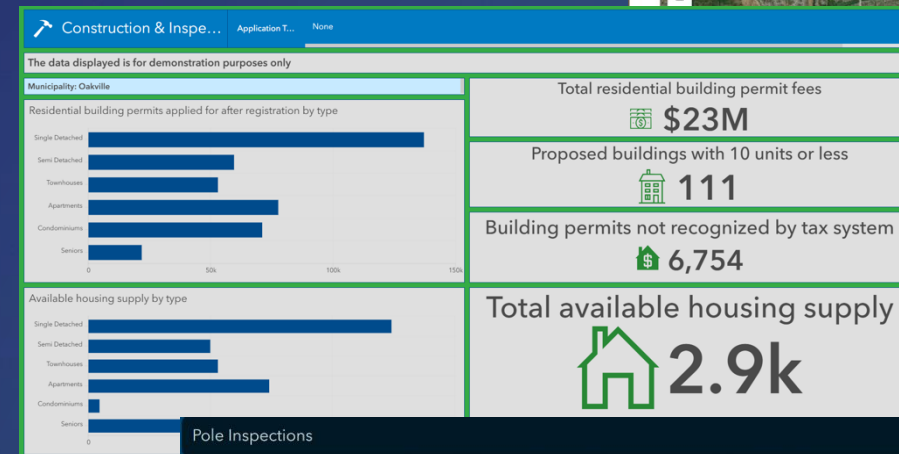 Construction & Inspe...
Application T...
None
The data displayed is for demonstration purposes only
Municipality: Oakville
Residential building permits applied for after registration by type
Single Detached
Semi Detached
Townhouses
Apartments
Condominiums
Seniors
0 50k 100k 150k
Available housing supply by type
Single Detached
Semi Detached
Townhouses
Apartments
Condominiums
Seniors
0
Total residential building permit fees
$23M
Proposed buildings with 10 units or less
111
Building permits not recognized by tax system
6,754
Total available housing supply
2.9k
Pole Inspections